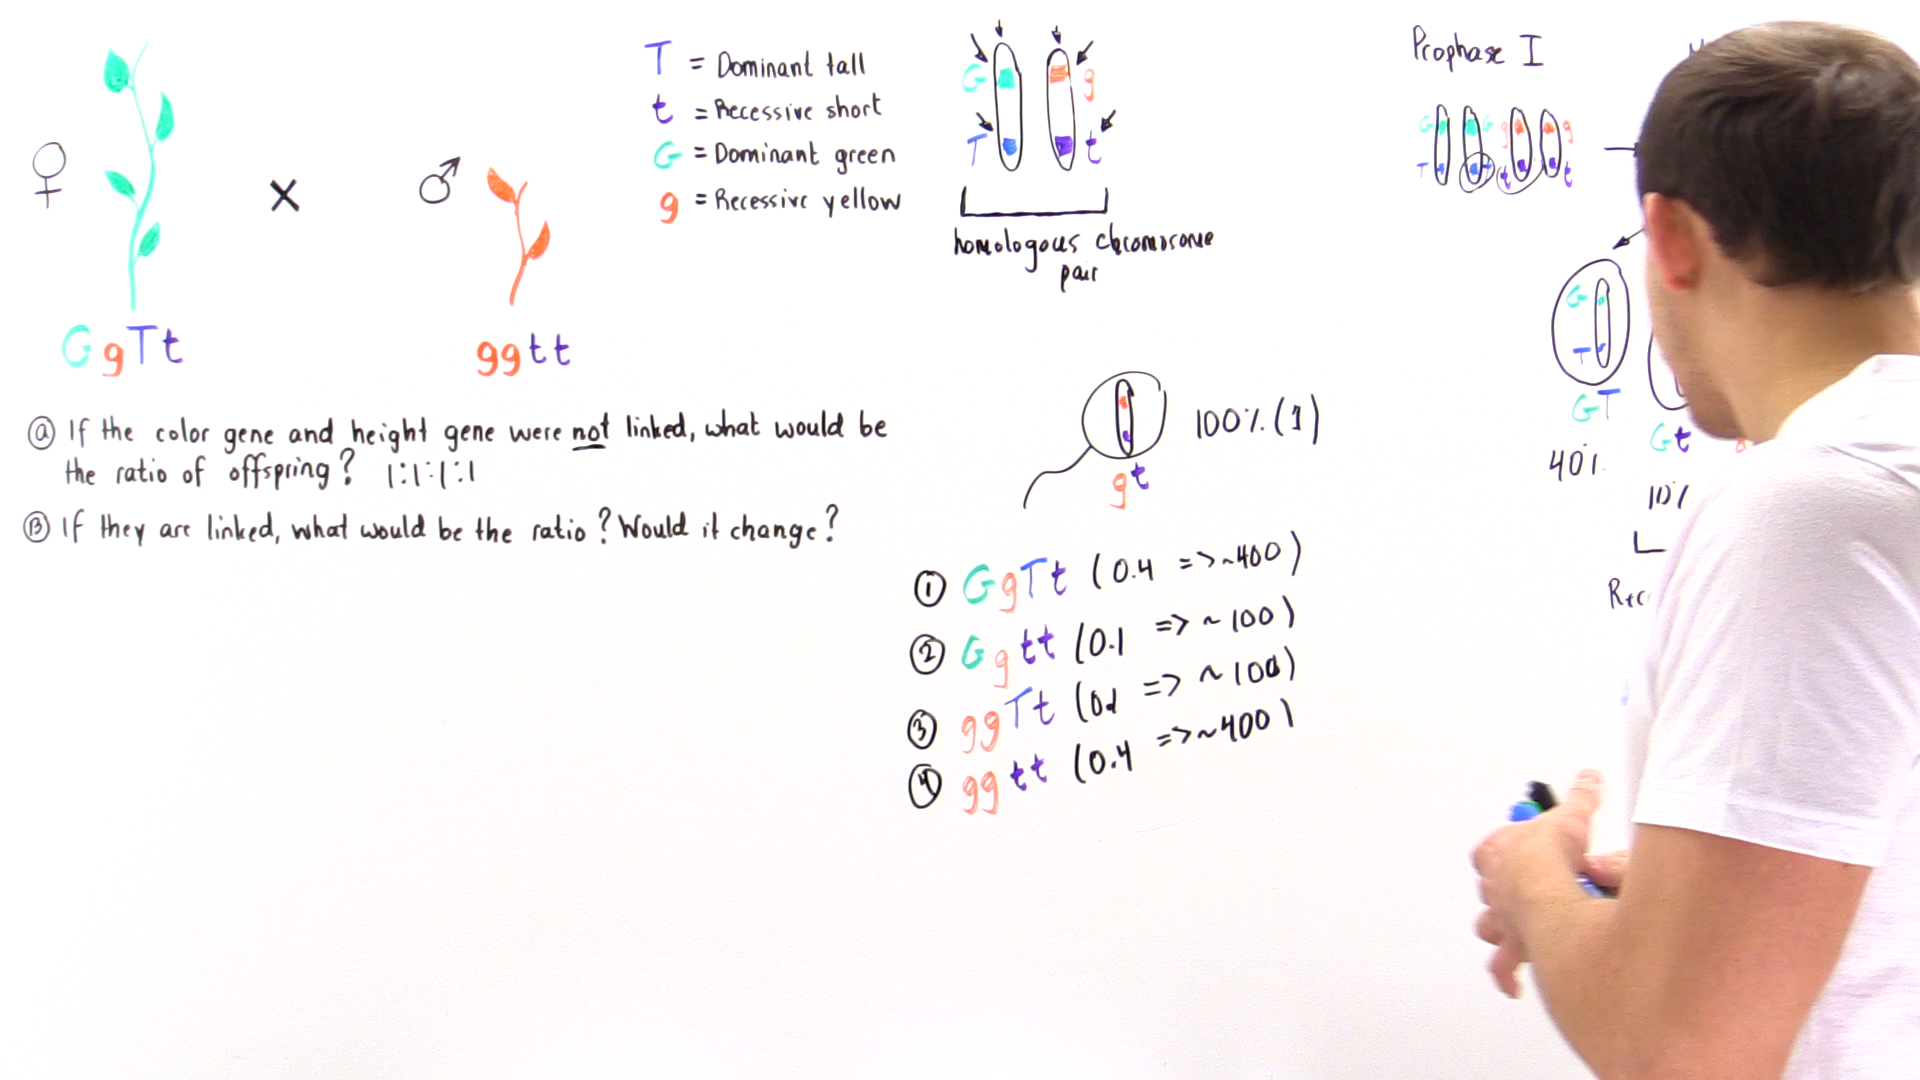 GgTt
×
ggtt
T = Dominant tall
t = Recessive short
G = Dominant green
g = Recessive yellow
G g
T t
homologous chromosome
pair
Prophase I
G G g g
T t t
G
T
GT
40%
Gt
10%
100% (1)
gt
(a) If the color gene and height gene were not linked, what would be
the ratio of offspring? 1:1:1:1
(B) If they are linked, what would be the ratio? Would it change?
(1) GgTt (0.4 => ~400)
(2) Ggtt (0.1 => ~100)
(3) ggTt (0.1 => ~100)
(4) ggtt (0.4 => ~400)